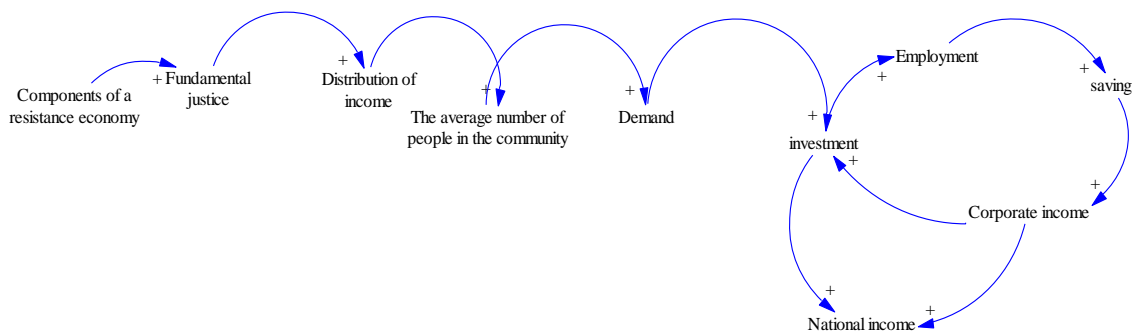 Components of a
resistance economy
+ Fundamental
justice
+
Distribution of
income
+
The average number of
people in the community
+
Demand
+
investment
+
Employment
+
saving
+
Corporate income
+
+
National income
+
+